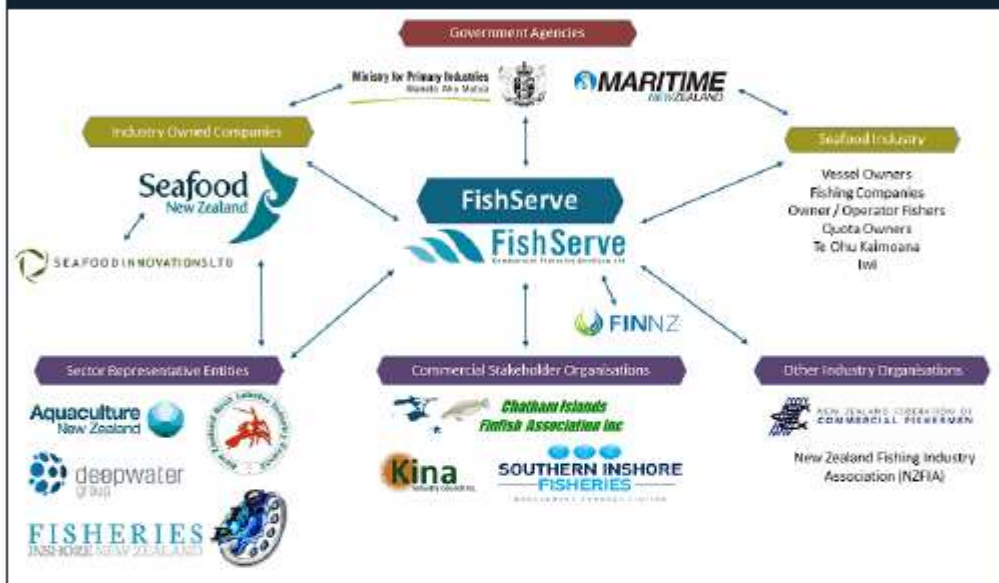 Government Agencies
Ministry for Primary Industries
Manatū Ahu Matua
MARITIME
NEW ZEALAND
Industry Owned Companies
Seafood Industry
Seafood
New Zealand
Vessel Owners
Fishing Companies
Owner / Operator Fishers
Quota Owners
Te Ohu Kaimoana
Iwi
FishServe
FishServe
SEAFOOD INNOVATIONS LTD
FINNZ
Sector Representative Entities
Commercial Stakeholder Organisations
Other Industry Organisations
Aquaculture
New Zealand
Chatham Islands
Finfish Association Inc
NEW ZEALAND FEDERATION OF
COMMERCIAL FISHERMEN
deepwater
group
Kina
Industry Council Inc.
SOUTHERN INSHORE
FISHERIES
New Zealand Fishing Industry
Association (NZFIA)
FISHERIES
INSHORE NEW ZEALAND